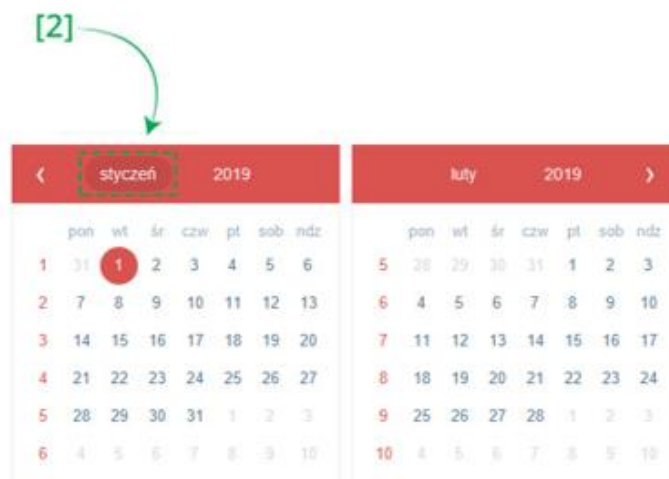 [2]
styczeń 2019
pon wt śr czw pt sob ndz
1 31 1 2 3 4 5 6
2 7 8 9 10 11 12 13
3 14 15 16 17 18 19 20
4 21 22 23 24 25 26 27
5 28 29 30 31 1 2 3
6 4 5 6 7 8 9 10
luty 2019
pon wt śr czw pt sob ndz
5 28 29 30 31 1 2 3
6 4 5 6 7 8 9 10
7 11 12 13 14 15 16 17
8 18 19 20 21 22 23 24
9 25 26 27 28 1 2 3
10 4 5 6 7 8 9 10